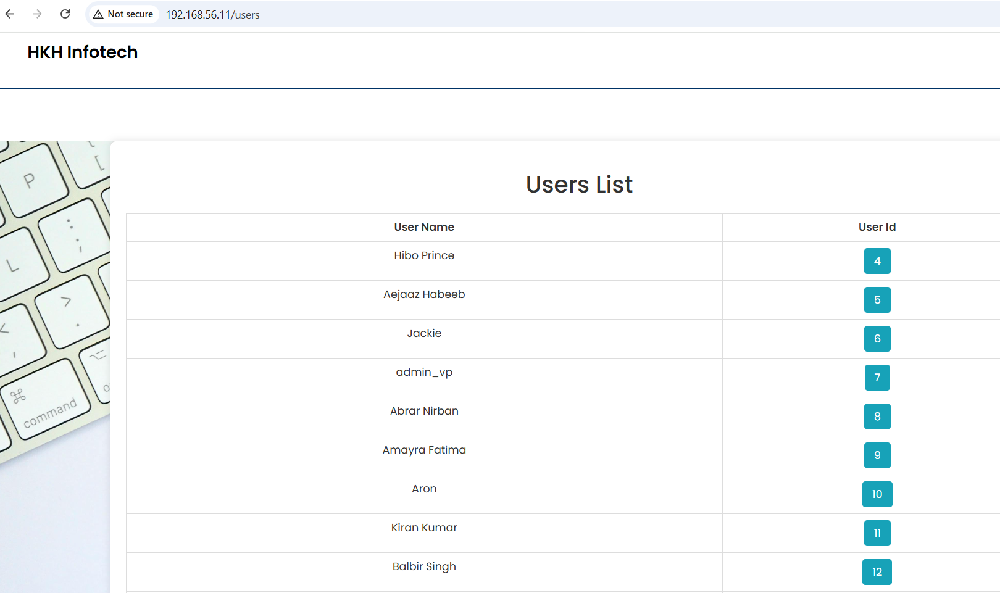 Not secure 192.168.56.11/users
HKH Infotech
Users List
User Name User Id
Hibo Prince 4
Aejaaz Habeeb 5
Jackie 6
admin_vp 7
Abrar Nirban 8
Amayra Fatima 9
Aron 10
Kiran Kumar 11
Balbir Singh 12
{
[
P
:
;
L
>
.
<
,
⌘
command
⌥